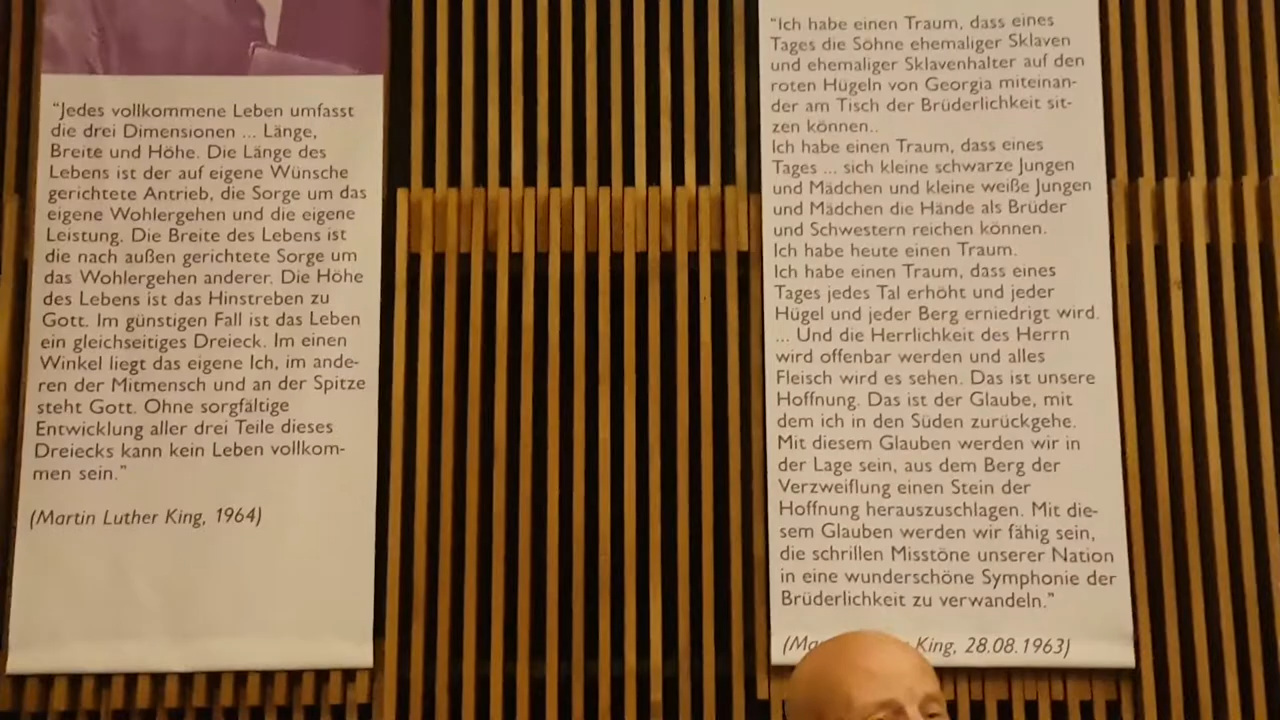 "Jedes vollkommene Leben umfasst
die drei Dimensionen ... Länge,
Breite und Höhe. Die Länge des
Lebens ist der auf eigene Wünsche
gerichtete Antrieb, die Sorge um das
eigene Wohlergehen und die eigene
Leistung. Die Breite des Lebens ist
die nach außen gerichtete Sorge um
das Wohlergehen anderer. Die Höhe
des Lebens ist das Hinstreben zu
Gott. Im günstigen Fall ist das Leben
ein gleichseitiges Dreieck. Im einen
Winkel liegt das eigene Ich, im ande-
ren der Mitmensch und an der Spitze
steht Gott. Ohne sorgfältige
Entwicklung aller drei Teile dieses
Dreiecks kann kein Leben vollkom-
men sein."
(Martin Luther King, 1964)
"Ich habe einen Traum, dass eines
Tages die Söhne ehemaliger Sklaven
und ehemaliger Sklavenhalter auf den
roten Hügeln von Georgia miteinan-
der am Tisch der Brüderlichkeit sit-
zen können..
Ich habe einen Traum, dass eines
Tages ... sich kleine schwarze Jungen
und Mädchen und kleine weiße Jungen
und Mädchen die Hände als Brüder
und Schwestern reichen können.
Ich habe heute einen Traum.
Ich habe einen Traum, dass eines
Tages jedes Tal erhöht und jeder
Hügel und jeder Berg erniedrigt wird.
... Und die Herrlichkeit des Herrn
wird offenbar werden und alles
Fleisch wird es sehen. Das ist unsere
Hoffnung. Das ist der Glaube, mit
dem ich in den Süden zurückgehe.
Mit diesem Glauben werden wir in
der Lage sein, aus dem Berg der
Verzweiflung einen Stein der
Hoffnung herauszuschlagen. Mit die-
sem Glauben werden wir fähig sein,
die schrillen Misstöne unserer Nation
in eine wunderschöne Symphonie der
Brüderlichkeit zu verwandeln."
King, 28.08.1963)